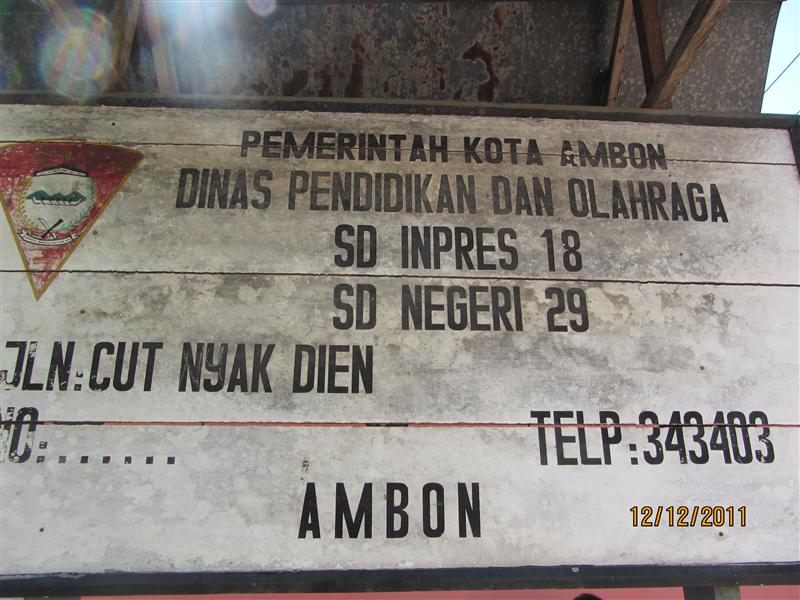 PEMERINTAH KOTA AMBON
DINAS PENDIDIKAN DAN OLAHRAGA
SD INPRES 18
SD NEGERI 29
JLN:CUT NYAK DIEN
NO:....... TELP:343403
AMBON
12/12/2011